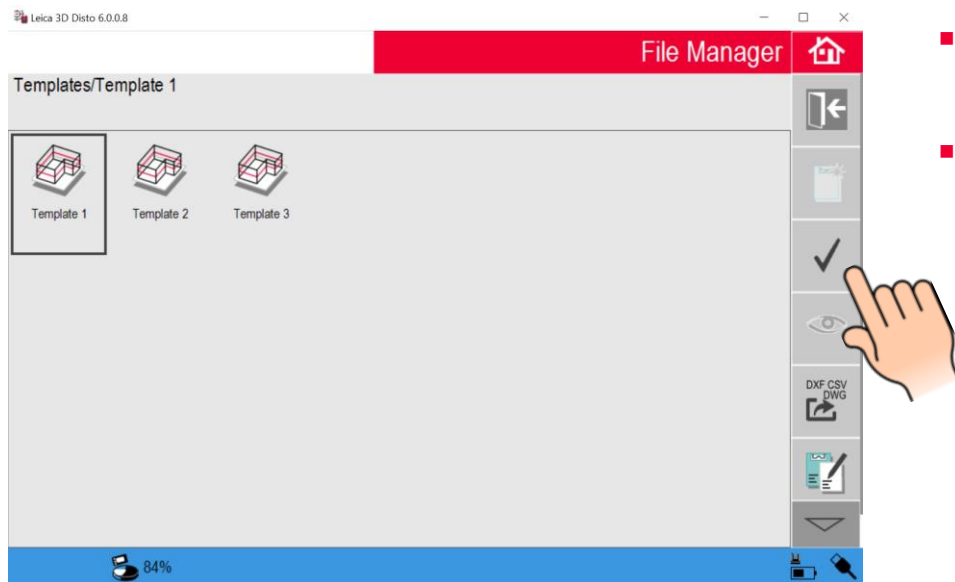 Leica 3D Disto 6.0.0.8
File Manager
Templates/Template 1
Template 1
Template 2
Template 3
DXF CSV
DWG
84%